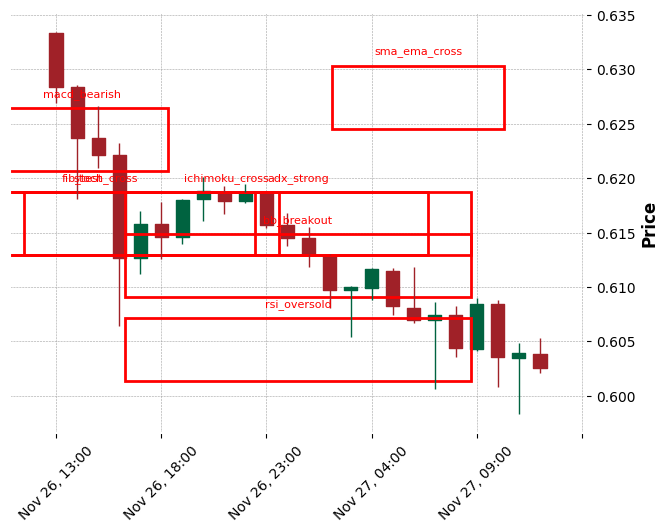 0.635
sma_ema_cross
0.630
macd_bearish
0.625
stoch_cross
ichimoku_cross
adx_strong
0.620
0.615
Price
0.610
rsi_oversold
0.605
0.600
Nov 26, 13:00
Nov 26, 18:00
Nov 26, 23:00
Nov 27, 04:00
Nov 27, 09:00